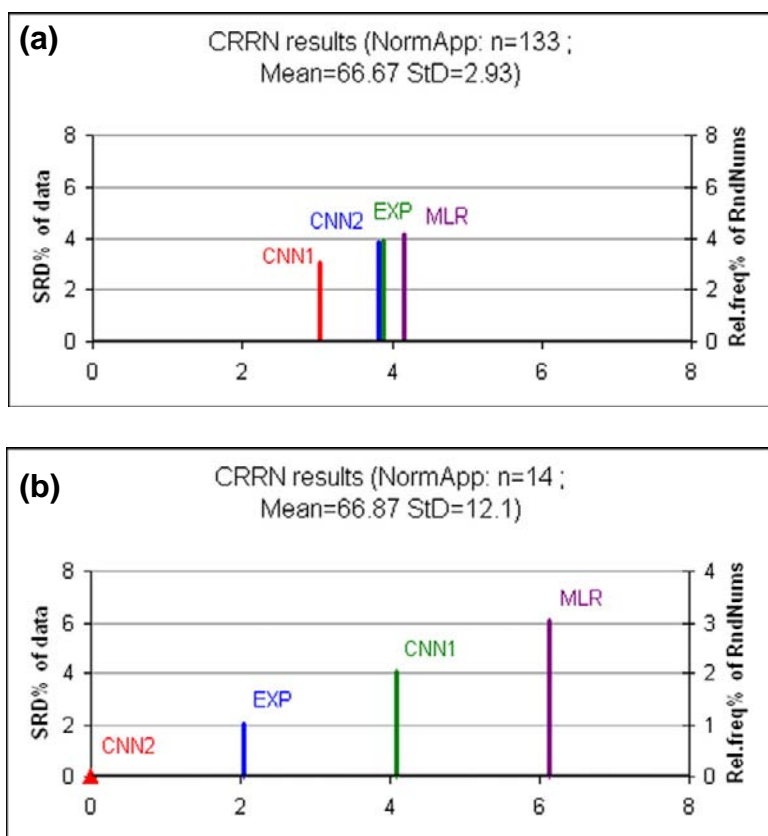 (a)
CRRN results (NormApp: n=133 ;
Mean=66.67 StD=2.93)
SRD% of data
Rel.freq% of RndNums
8 8
6 6
4 4
2 2
0 0
CNN1 CNN2 EXP MLR
0 2 4 6 8
(b)
CRRN results (NormApp: n=14 ;
Mean=66.87 StD=12.1)
SRD% of data
Rel.freq% of RndNums
8 4
6 3
4 2
2 1
0 0
CNN2 EXP CNN1 MLR
0 2 4 6 8